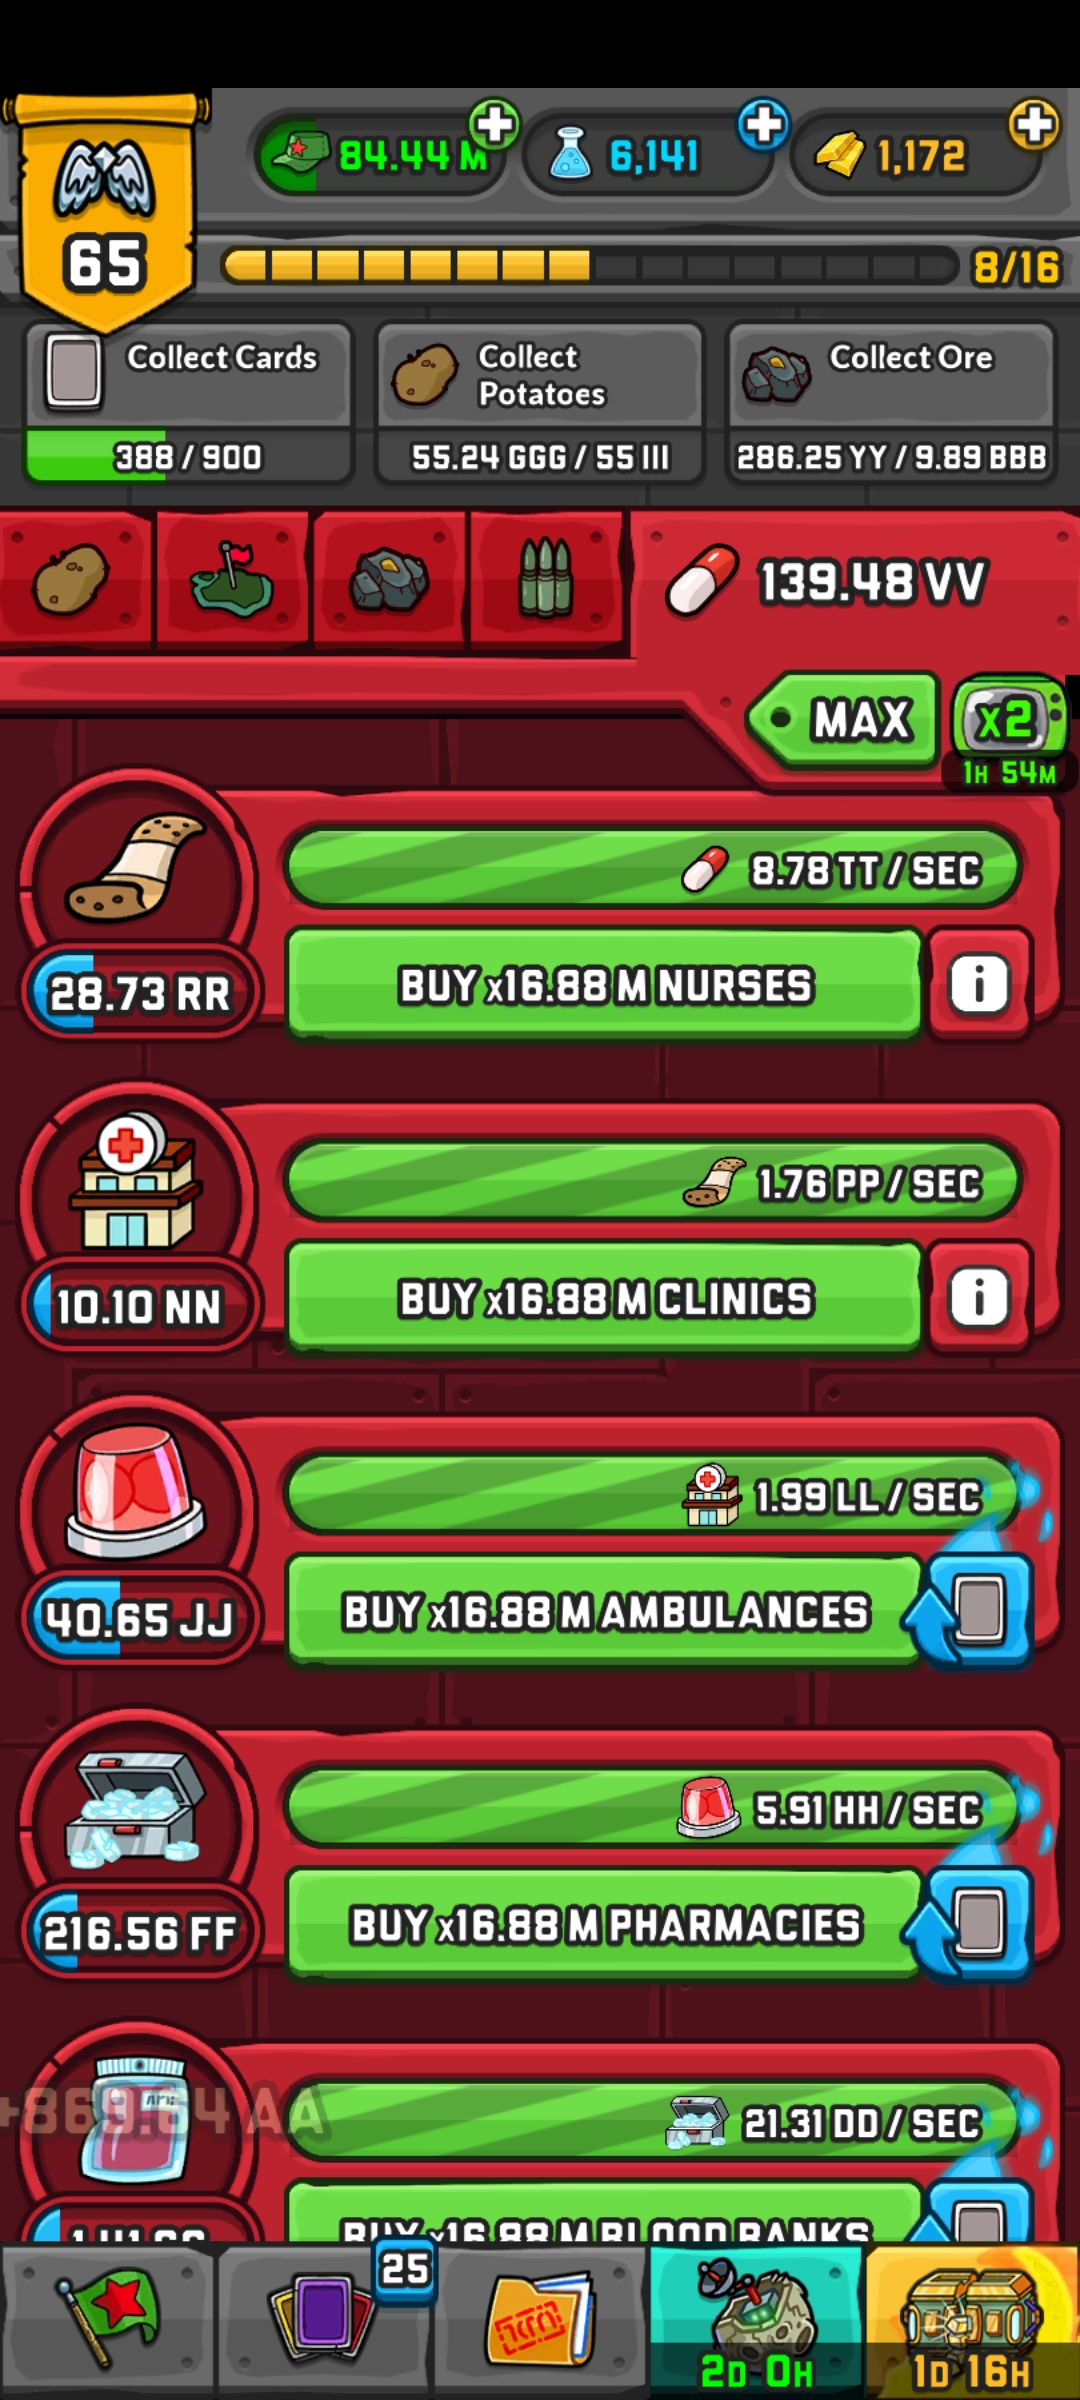 84.44 M
6,141
1,172
65
8/16
Collect Cards
388 / 900
Collect
Potatoes
55.24 GGG / 55 III
Collect Ore
286.25 YY / 9.89 BBB
139.48 VV
MAX
x2
1H 54M
8.78 TT / SEC
28.73 RR
BUY x16.88 M NURSES
i
1.76 PP / SEC
10.10 NN
BUY x16.88 M CLINICS
i
1.99 LL / SEC
40.65 JJ
BUY x16.88 M AMBULANCES
5.91 HH / SEC
216.56 FF
BUY x16.88 M PHARMACIES
+869.64 AA
21.31 DD / SEC
BUY x16.88 M BLOOD BANKS
25
2D 0H
1D 16H